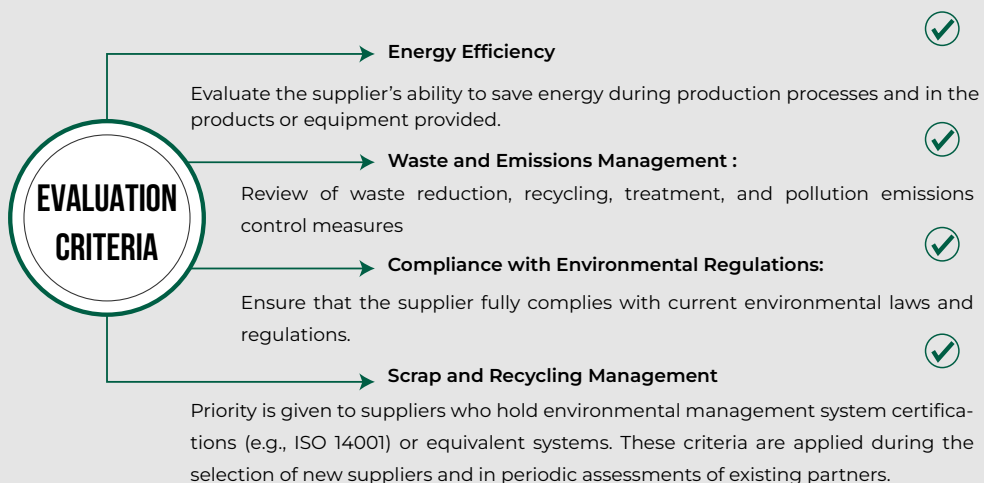 EVALUATION
CRITERIA
Energy Efficiency
Evaluate the supplier’s ability to save energy during production processes and in the
products or equipment provided.
Waste and Emissions Management :
Review of waste reduction, recycling, treatment, and pollution emissions
control measures
Compliance with Environmental Regulations:
Ensure that the supplier fully complies with current environmental laws and
regulations.
Scrap and Recycling Management
Priority is given to suppliers who hold environmental management system certifica-
tions (e.g., ISO 14001) or equivalent systems. These criteria are applied during the
selection of new suppliers and in periodic assessments of existing partners.